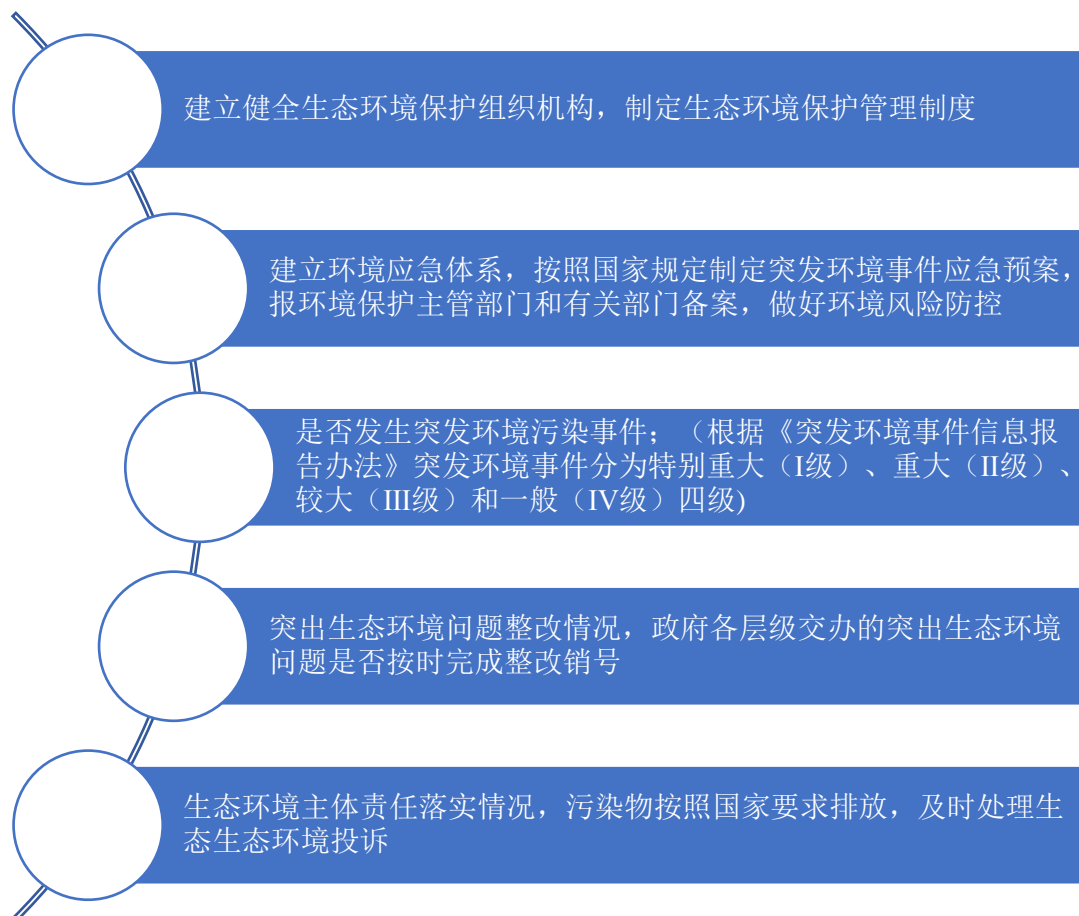 建立健全生态环境保护组织机构，制定生态环境保护管理制度
建立环境应急体系，按照国家规定制定突发环境事件应急预案，
报环境保护主管部门和有关部门备案，做好环境风险防控
是否发生突发环境污染事件；（根据《突发环境事件信息报
告办法》突发环境事件分为特别重大（I级）、重大（II级）、
较大（III级）和一般（IV级）四级)
突出生态环境问题整改情况，政府各层级交办的突出生态环境
问题是否按时完成整改销号
生态环境主体责任落实情况，污染物按照国家要求排放，及时处理生
态生态环境投诉